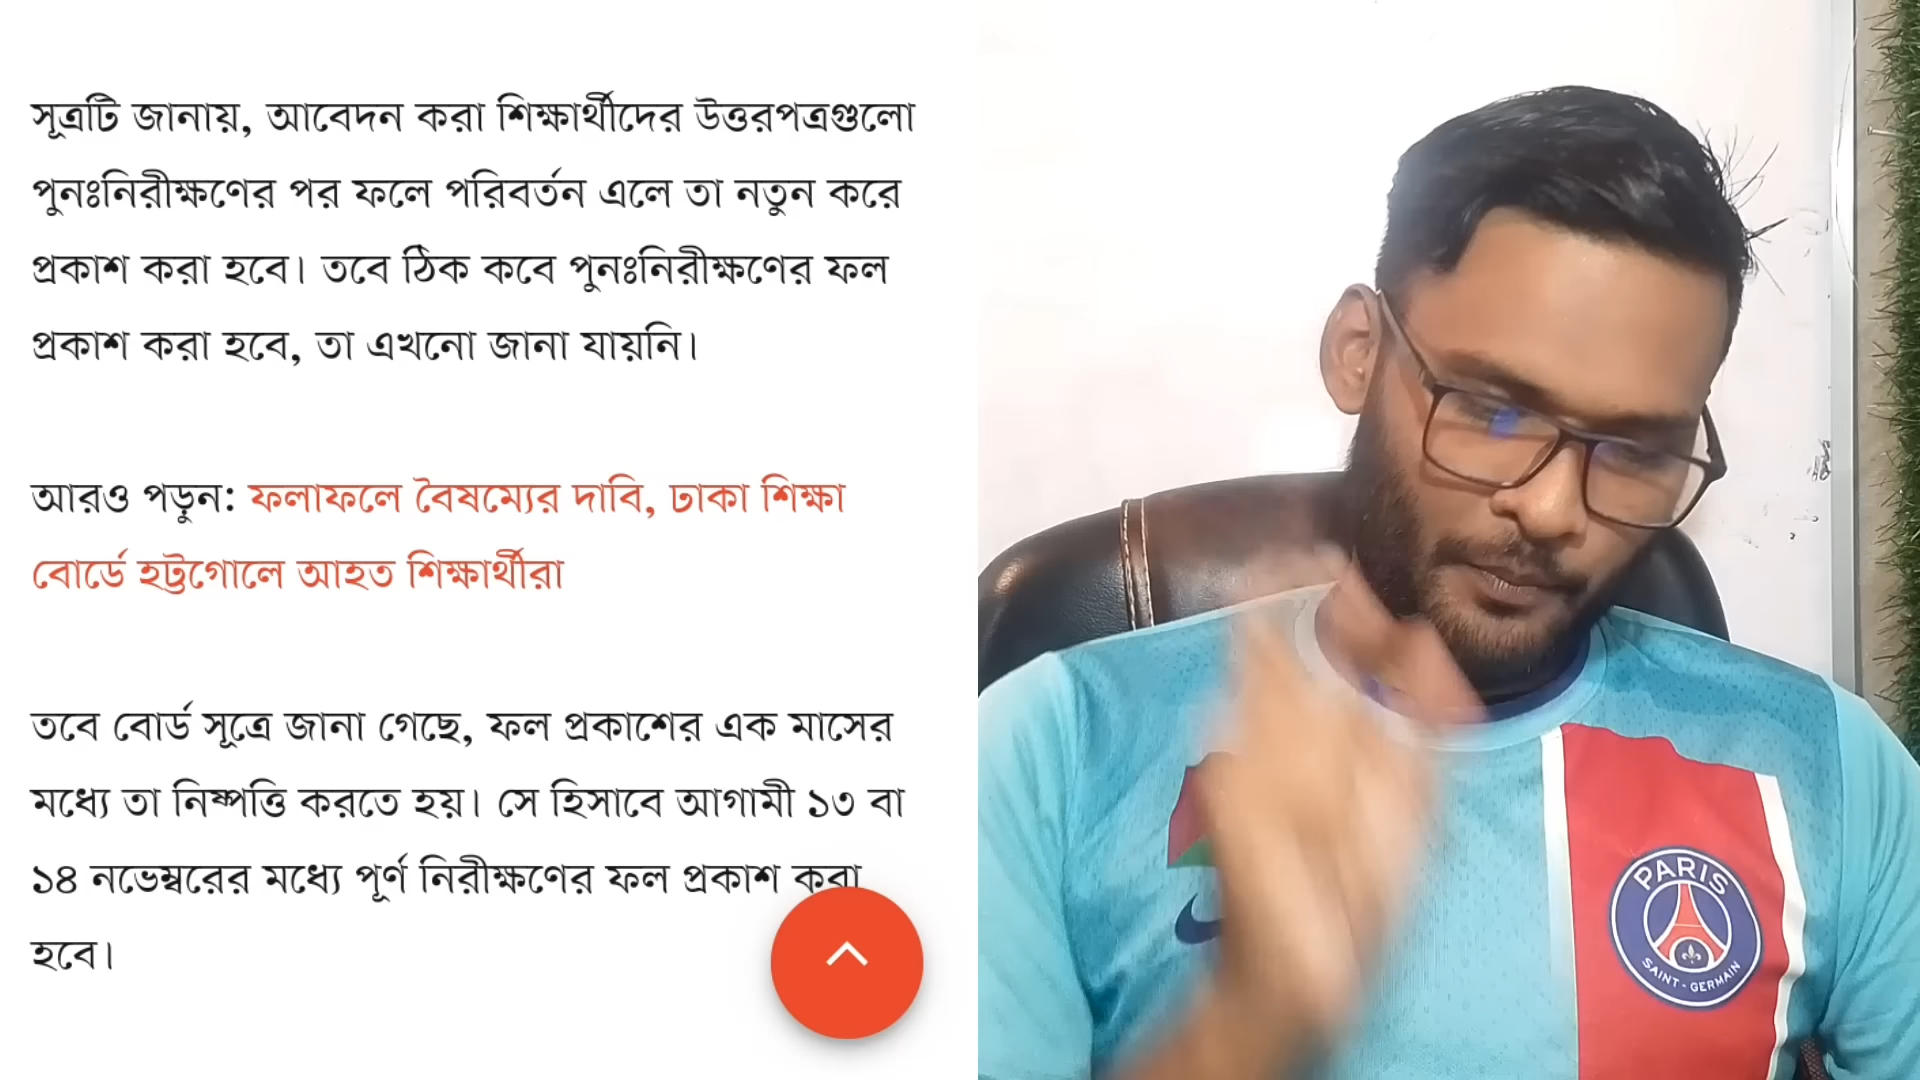 সূত্রটি জানায়, আবেদন করা শিক্ষার্থীদের উত্তরপত্রগুলো
পুনঃনিরীক্ষণের পর ফলে পরিবর্তন এলে তা নতুন করে
প্রকাশ করা হবে। তবে ঠিক কবে পুনঃনিরীক্ষণের ফল
প্রকাশ করা হবে, তা এখনো জানা যায়নি।
আরও পড়ুন: ফলাফলে বৈষম্যের দাবি, ঢাকা শিক্ষা
বোর্ডে হট্টগোলে আহত শিক্ষার্থীরা
তবে বোর্ড সূত্রে জানা গেছে, ফল প্রকাশের এক মাসের
মধ্যে তা নিষ্পত্তি করতে হয়। সে হিসাবে আগামী ১৩ বা
১৪ নভেম্বরের মধ্যে পূর্ণ নিরীক্ষণের ফল প্রকাশ করা
হবে।
PARIS
SAINT-GERMAIN